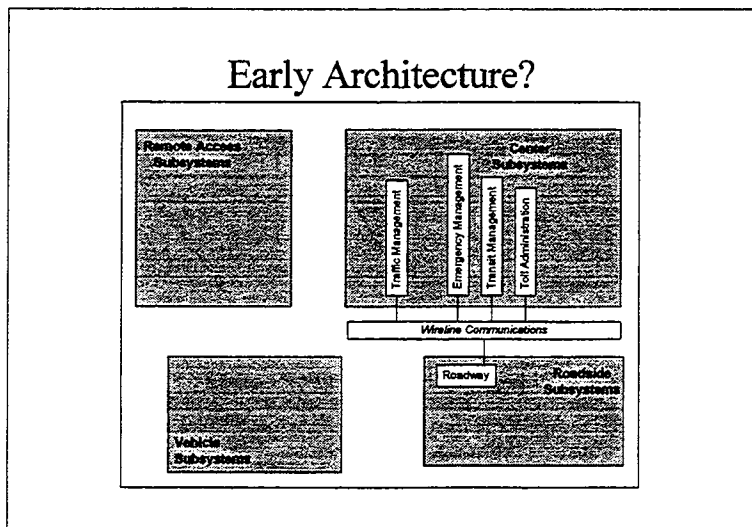 Early Architecture?
Remote Access
Subsystems
Center
Subsystems
Traffic Management
Emergency Management
Transit Management
Toll Administration
Wireline Communications
Roadway
Roadside
Subsystems
Vehicle
Subsystems